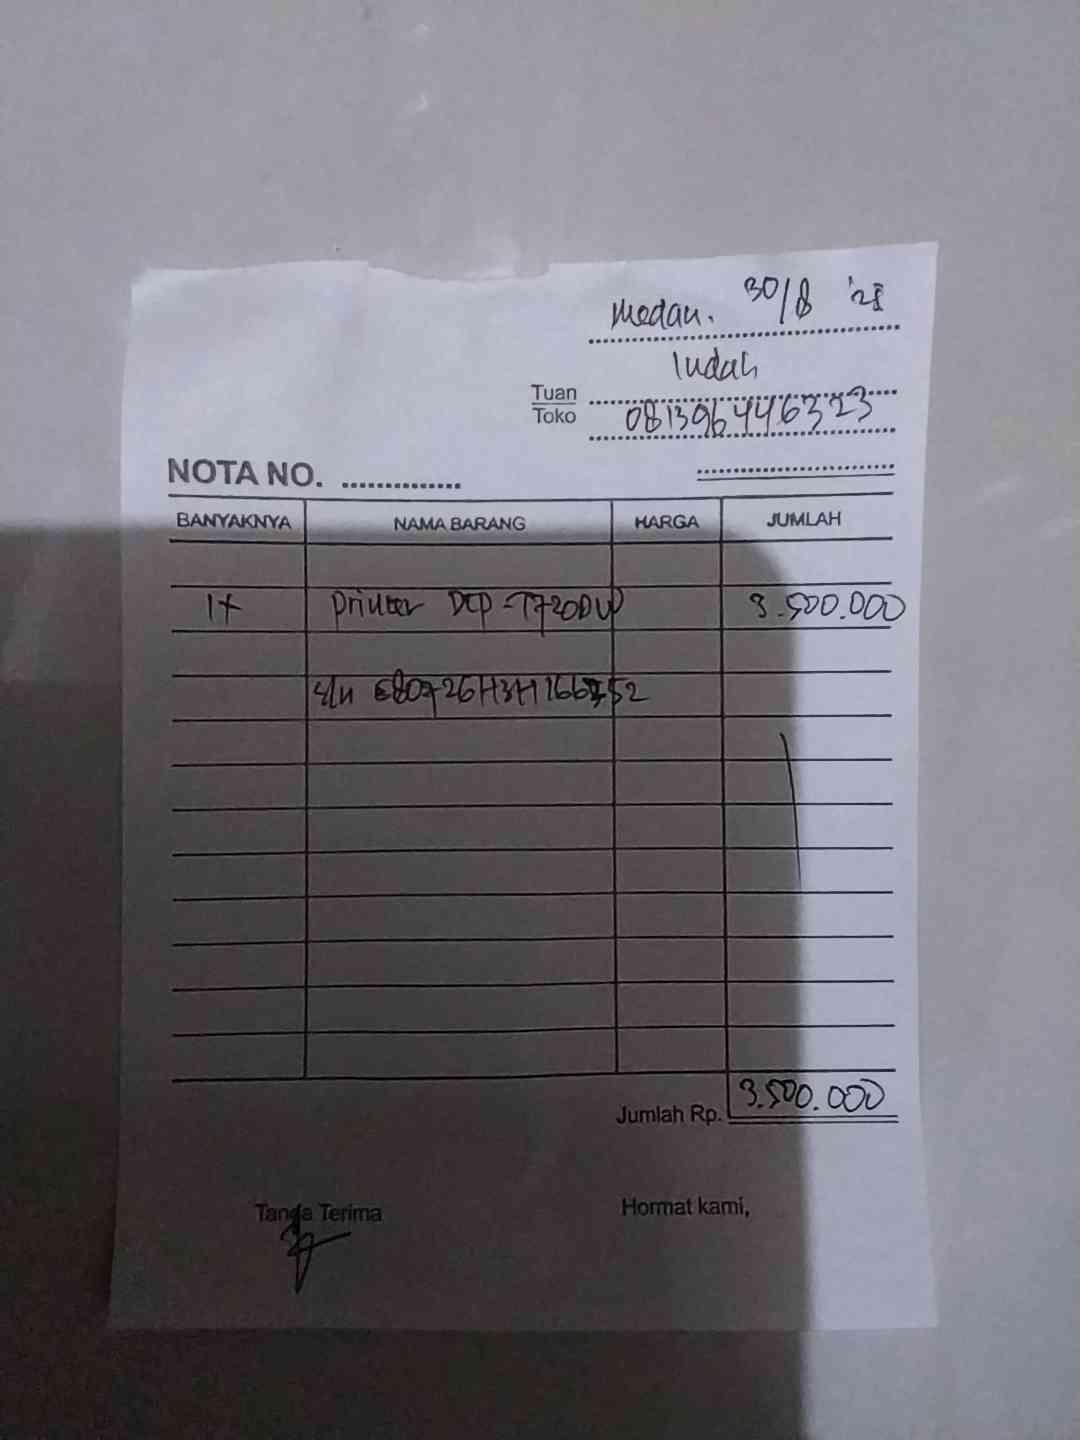 Medan. 30/8 '25
Indah
Tuan
Toko 081396446323
NOTA NO. ..............
BANYAKNYA NAMA BARANG HARGA JUMLAH
1x Printer DCP-T720DW 3.500.000
S/N
3.500.000
Jumlah Rp.
Tanda Terima Hormat kami,